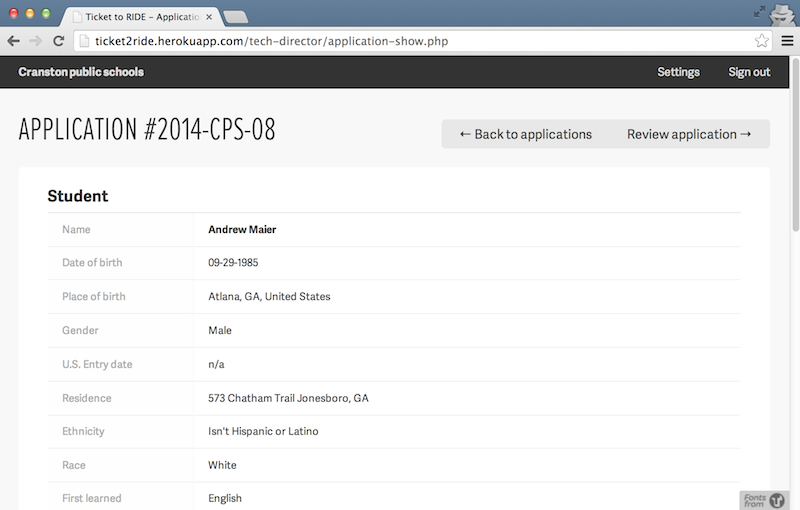 Ticket to RIDE – Application
ticket2ride.herokuapp.com/tech-director/application-show.php
Cranston public schools Settings Sign out
APPLICATION #2014-CPS-08 ← Back to applications Review application →
Student
Name Andrew Maier
Date of birth 09-29-1985
Place of birth Atlana, GA, United States
Gender Male
U.S. Entry date n/a
Residence 573 Chatham Trail Jonesboro, GA
Ethnicity Isn't Hispanic or Latino
Race White
First learned English
Fonts
from